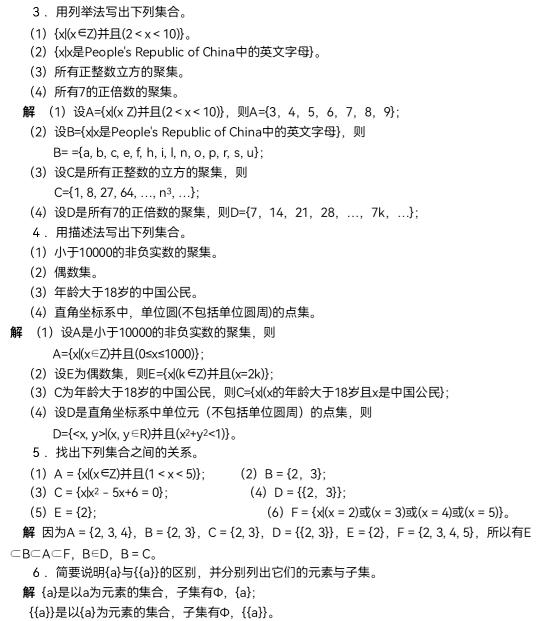 3．用列举法写出下列集合。
（1）{x|(x∈Z)并且(2＜x＜10)}。
（2）{x|x是People's Republic of China中的英文字母}。
（3）所有正整数立方的聚集。
（4）所有7的正倍数的聚集。
解 （1）设A={x|(x Z)并且(2＜x＜10)}，则A={3，4，5，6，7，8，9}；
（2）设B={x|x是People's Republic of China中的英文字母}，则
B= ={a, b, c, e, f, h, i, l, n, o, p, r, s, u}；
（3）设C是所有正整数的立方的聚集，则
C={1, 8, 27, 64, …, n³, …}；
（4）设D是所有7的正倍数的聚集，则D={7，14，21，28，…，7k，…}；
4．用描述法写出下列集合。
（1）小于10000的非负实数的聚集。
（2）偶数集。
（3）年龄大于18岁的中国公民。
（4）直角坐标系中，单位圆(不包括单位圆周)的点集。
解 （1）设A是小于10000的非负实数的聚集，则
A={x|(x∈Z)并且(0≤x≤1000)}；
（2）设E为偶数集，则E={x|(k∈Z)并且(x=2k)}；
（3）C为年龄大于18岁的中国公民，则C={x|(x的年龄大于18岁且x是中国公民}；
（4）设D是直角坐标系中单位元（不包括单位圆周）的点集，则
D={<x, y>|(x, y∈R)并且(x²+y²<1)}。
5．找出下列集合之间的关系。
（1）A = {x|(x∈Z)并且(1＜x＜5)}； （2）B = {2，3}；
（3）C = {x|x²﹣5x+6 = 0}； （4）D = {{2，3}}；
（5）E = {2}； （6）F = {x|(x = 2)或(x = 3)或(x = 4)或(x = 5)}。
解 因为A = {2, 3, 4}，B = {2, 3}，C = {2, 3}，D = {{2, 3}}，E = {2}，F = {2, 3, 4, 5}，所以有E
⊂B⊂A⊂F，B∈D，B = C。
6．简要说明{a}与{{a}}的区别，并分别列出它们的元素与子集。
解 {a}是以a为元素的集合，子集有Φ，{a}；
{{a}}是以{a}为元素的集合，子集有Φ，{{a}}。